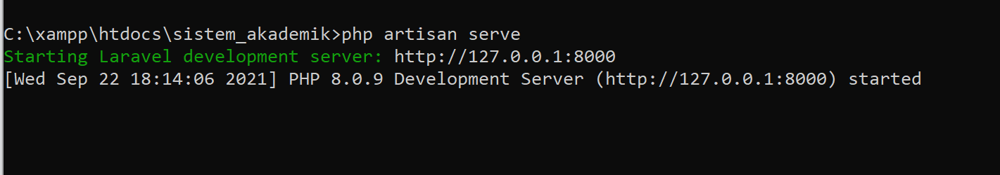 C:\xampp\htdocs\sistem_akademik>php artisan serve
Starting Laravel development server: http://127.0.0.1:8000
[Wed Sep 22 18:14:06 2021] PHP 8.0.9 Development Server (http://127.0.0.1:8000) started